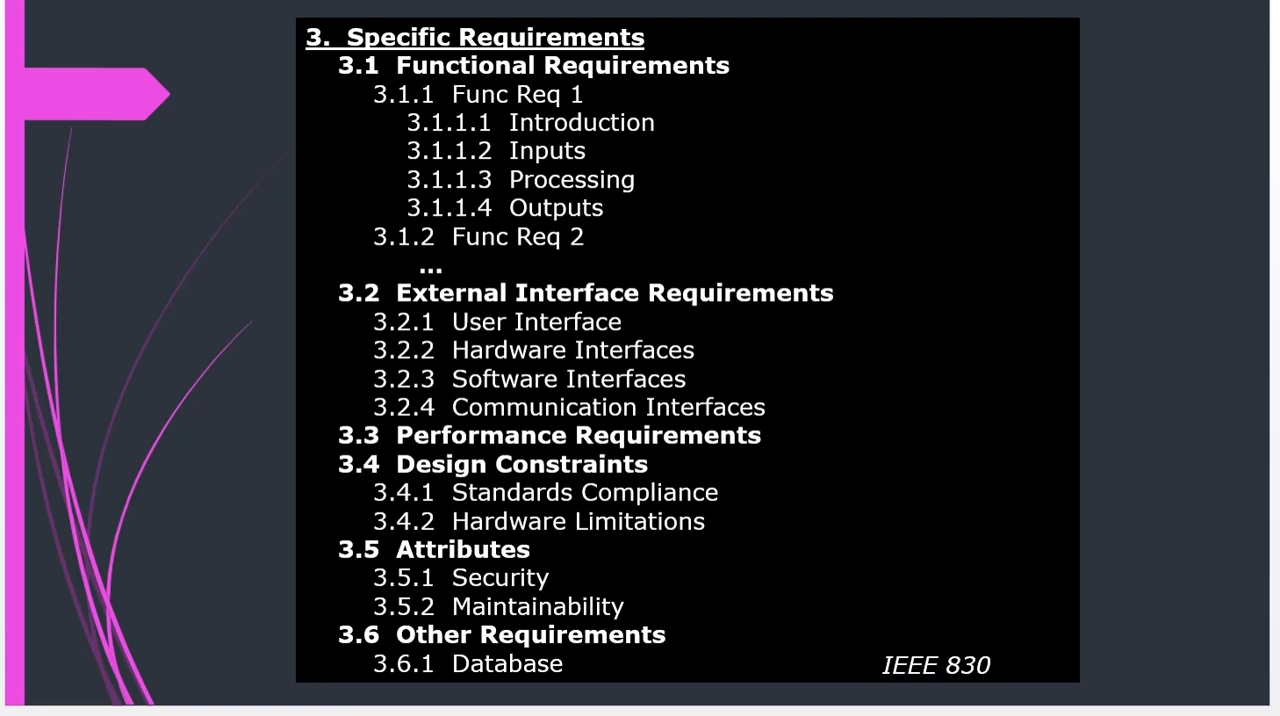 3. Specific Requirements
3.1 Functional Requirements
3.1.1 Func Req 1
3.1.1.1 Introduction
3.1.1.2 Inputs
3.1.1.3 Processing
3.1.1.4 Outputs
3.1.2 Func Req 2
...
3.2 External Interface Requirements
3.2.1 User Interface
3.2.2 Hardware Interfaces
3.2.3 Software Interfaces
3.2.4 Communication Interfaces
3.3 Performance Requirements
3.4 Design Constraints
3.4.1 Standards Compliance
3.4.2 Hardware Limitations
3.5 Attributes
3.5.1 Security
3.5.2 Maintainability
3.6 Other Requirements
3.6.1 Database
IEEE 830